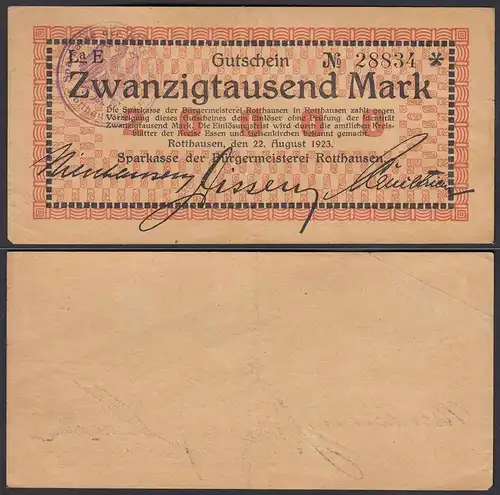 La E Gutschein No 28834 *
Zwanzigtausend Mark
Die Sparkasse der Bürgermeisterei Rotthausen in Rotthausen zahlt gegen
Vorzeigung dieses Scheines dem Einlöser ohne Prüfung der Identität
Zwanzigtausend Mark. Die Einlösungsfrist wird durch die amtlichen Kreis-
blätter der Kreise Essen und Gelsenkirchen bekannt gemacht.
Rotthausen, den 22. August 1923.
Sparkasse der Bürgermeisterei Rotthausen.